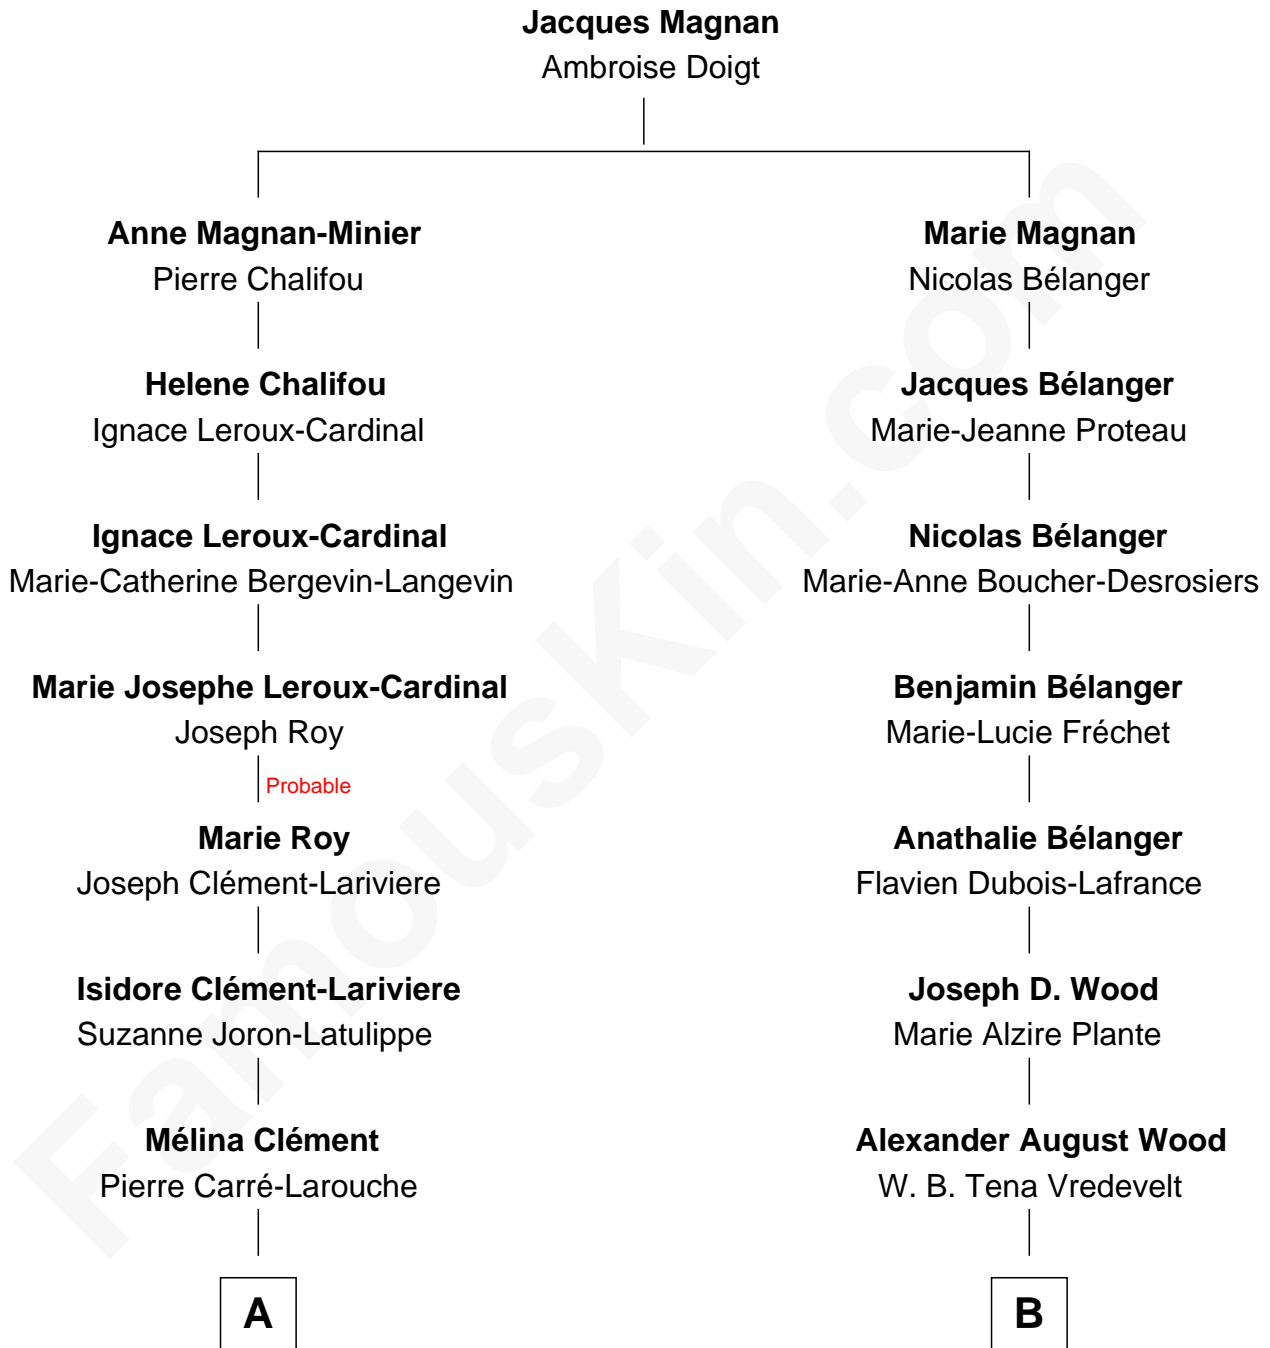 Jacques Magnan
Ambroise Doigt
Anne Magnan-Minier
Pierre Chalifou
Helene Chalifou
Ignace Leroux-Cardinal
Ignace Leroux-Cardinal
Marie-Catherine Bergevin-Langevin
Marie Josephe Leroux-Cardinal
Joseph Roy
Probable
Marie Roy
Joseph Clément-Lariviere
Isidore Clément-Lariviere
Suzanne Joron-Latulippe
Mélina Clément
Pierre Carré-Larouche
A
Marie Magnan
Nicolas Bélanger
Jacques Bélanger
Marie-Jeanne Proteau
Nicolas Bélanger
Marie-Anne Boucher-Desrosiers
Benjamin Bélanger
Marie-Lucie Fréchet
Anathalie Bélanger
Flavien Dubois-Lafrance
Joseph D. Wood
Marie Alzire Plante
Alexander August Wood
W. B. Tena Vredevelt
B
FamousKin.com